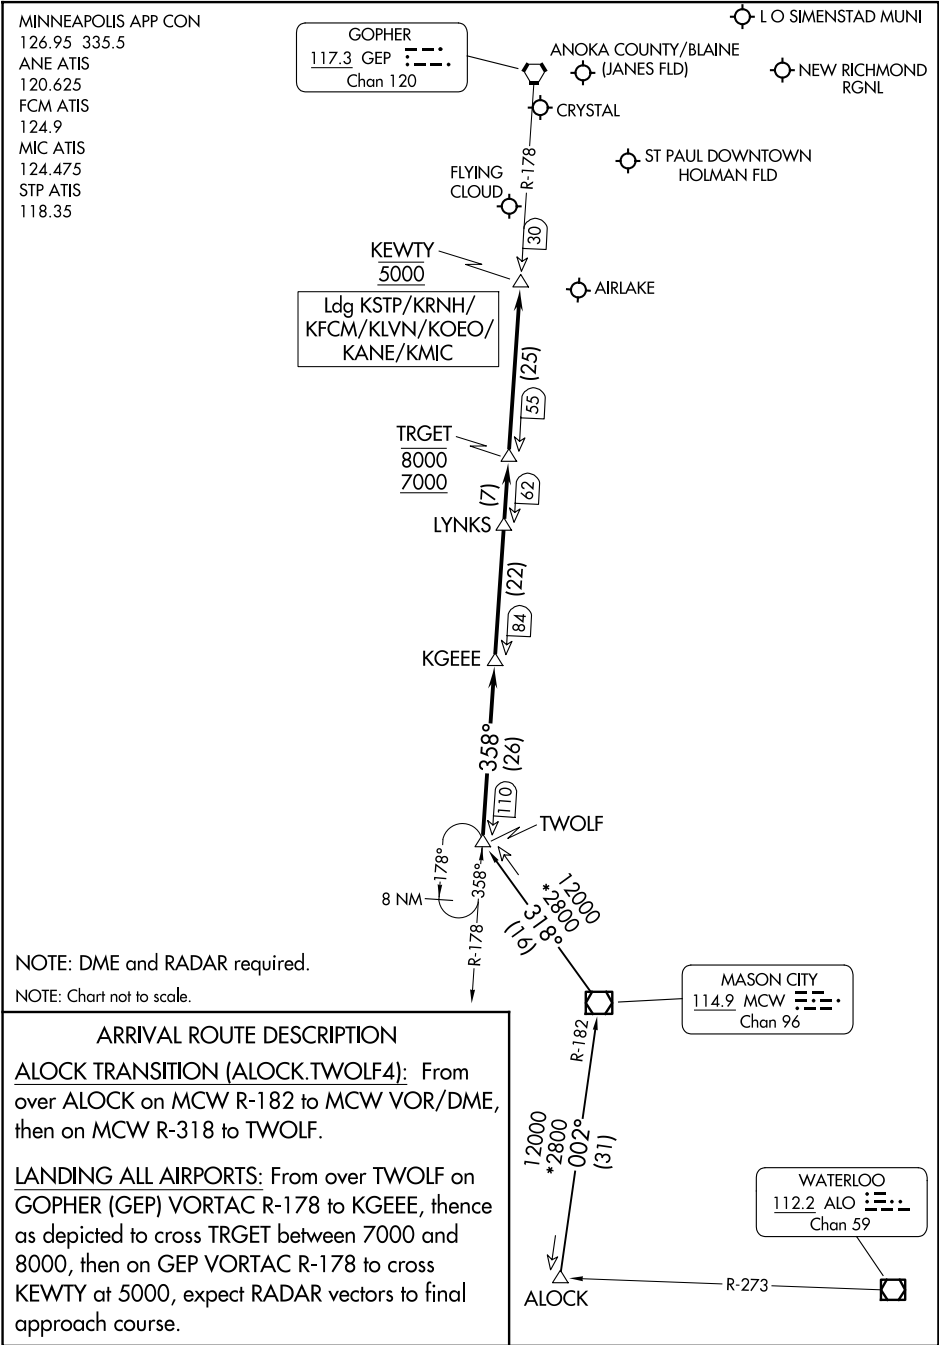 MINNEAPOLIS APP CON
126.95 335.5
ANE ATIS
120.625
FCM ATIS
124.9
MIC ATIS
124.475
STP ATIS
118.35
GOPHER
117.3 GEP
Chan 120
L O SIMENSTAD MUNI
ANOKA COUNTY/BLAINE
(JANES FLD)
NEW RICHMOND
RGNL
CRYSTAL
ST PAUL DOWNTOWN
HOLMAN FLD
R-178
FLYING
CLOUD
30
KEWTY
5000
AIRLAKE
Ldg KSTP/KRNH/
KFCM/KLVN/KOEO/
KANE/KMIC
(25)
55
TRGET
8000
7000
(7)
62
LYNKS
(22)
84
KGEEE
358°
(26)
110
TWOLF
178°
358°
8 NM
R-178
12000
*2800
318°
(16)
NOTE: DME and RADAR required.
NOTE: Chart not to scale.
MASON CITY
114.9 MCW
Chan 96
R-182
12000
*2800
002°
(31)
WATERLOO
112.2 ALO
Chan 59
R-273
ALOCK
ARRIVAL ROUTE DESCRIPTION
ALOCK TRANSITION (ALOCK.TWOLF4): From
over ALOCK on MCW R-182 to MCW VOR/DME,
then on MCW R-318 to TWOLF.
LANDING ALL AIRPORTS: From over TWOLF on
GOPHER (GEP) VORTAC R-178 to KGEEE, thence
as depicted to cross TRGET between 7000 and
8000, then on GEP VORTAC R-178 to cross
KEWTY at 5000, expect RADAR vectors to final
approach course.